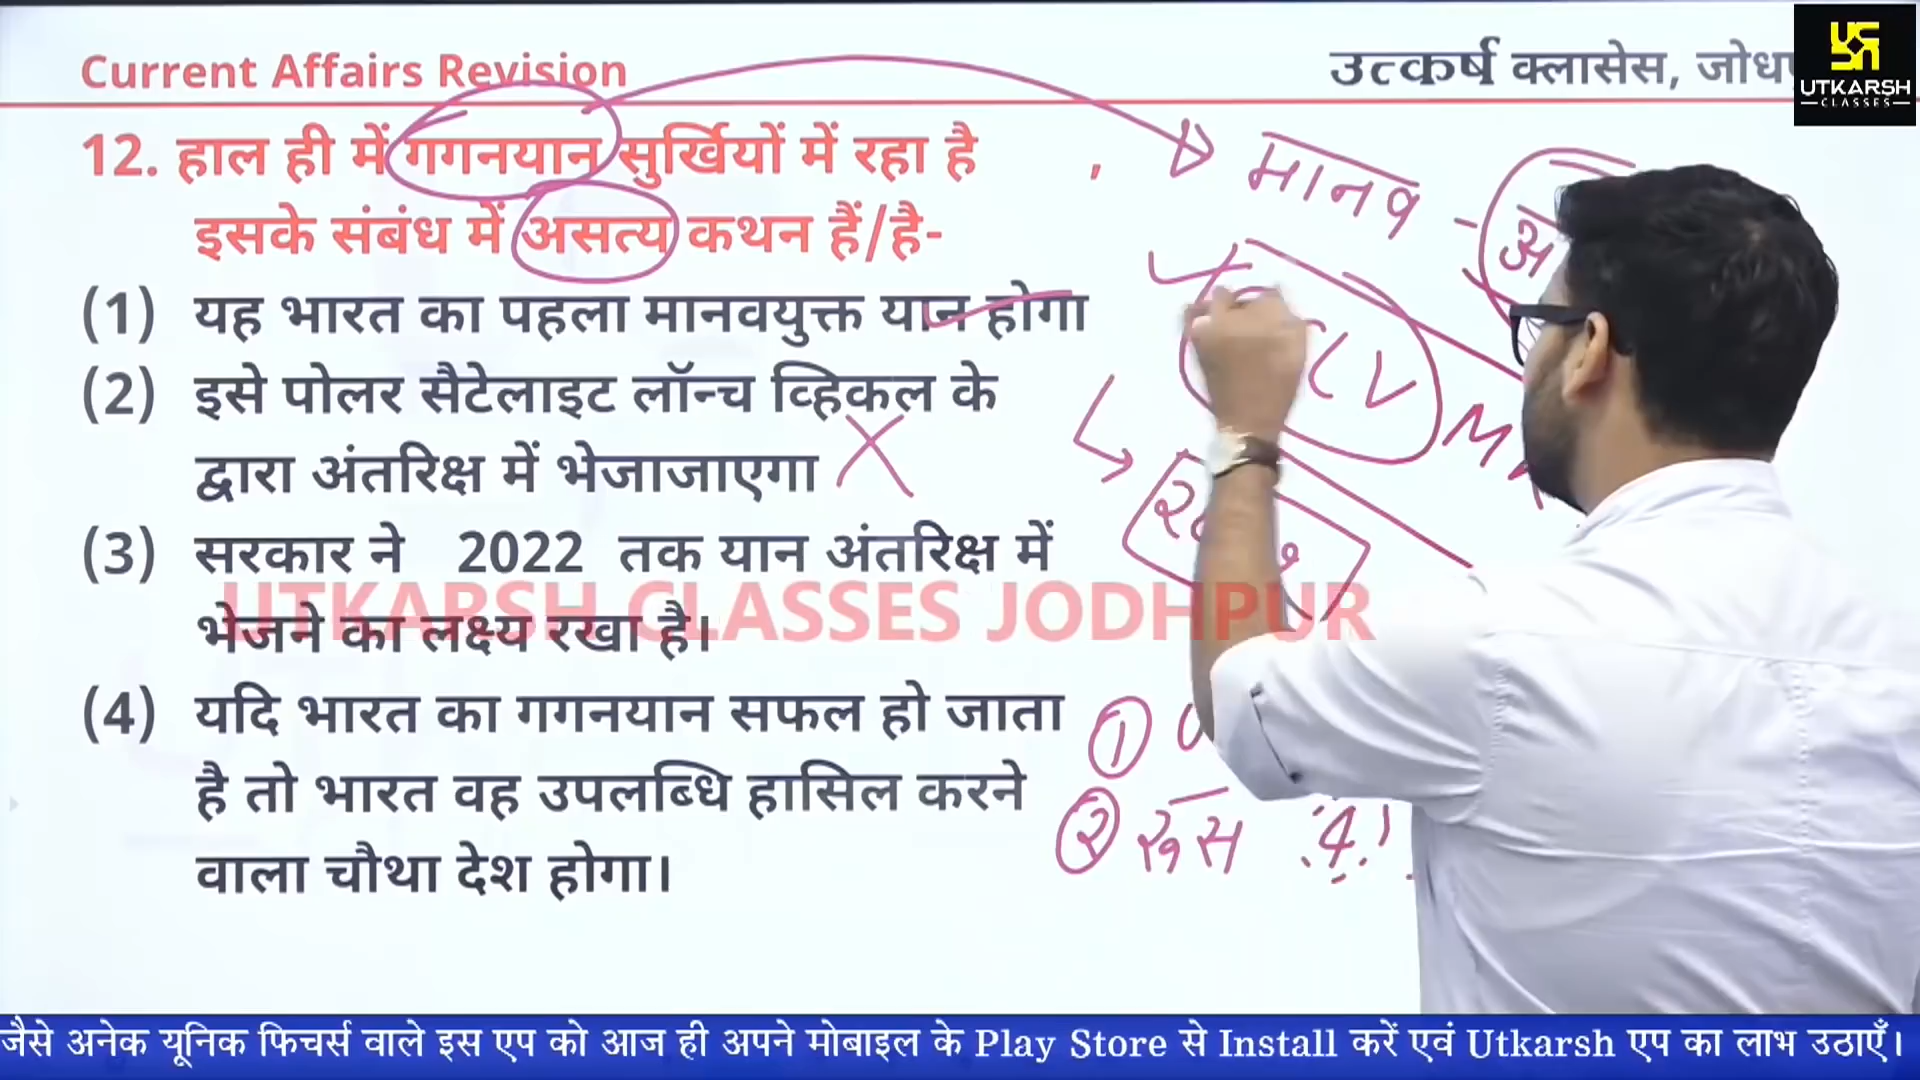 Current Affairs Revision
उत्कर्ष क्लासेस,
UTKARSH
CLASSES
12. हाल ही में गगनयान सुर्खियों में रहा है
इसके संबंध में असत्य कथन हैं/है-
(1) यह भारत का पहला मानवयुक्त यान होगा
(2) इसे पोलर सैटेलाइट लॉन्च व्हिकल के
द्वारा अंतरिक्ष में भेजाजाएगा
(3) सरकार ने 2022 तक यान अंतरिक्ष में
भेजने का लक्ष्य रखा है।
(4) यदि भारत का गगनयान सफल हो जाता
है तो भारत वह उपलब्धि हासिल करने
वाला चौथा देश होगा।
मानव -
①
② रूस
UTKARSH CLASSES JODHPUR
जैसे अनेक यूनिक फिचर्स वाले इस एप को आज ही अपने मोबाइल के Play Store से Install करें एवं Utkarsh एप का लाभ उठाएँ।